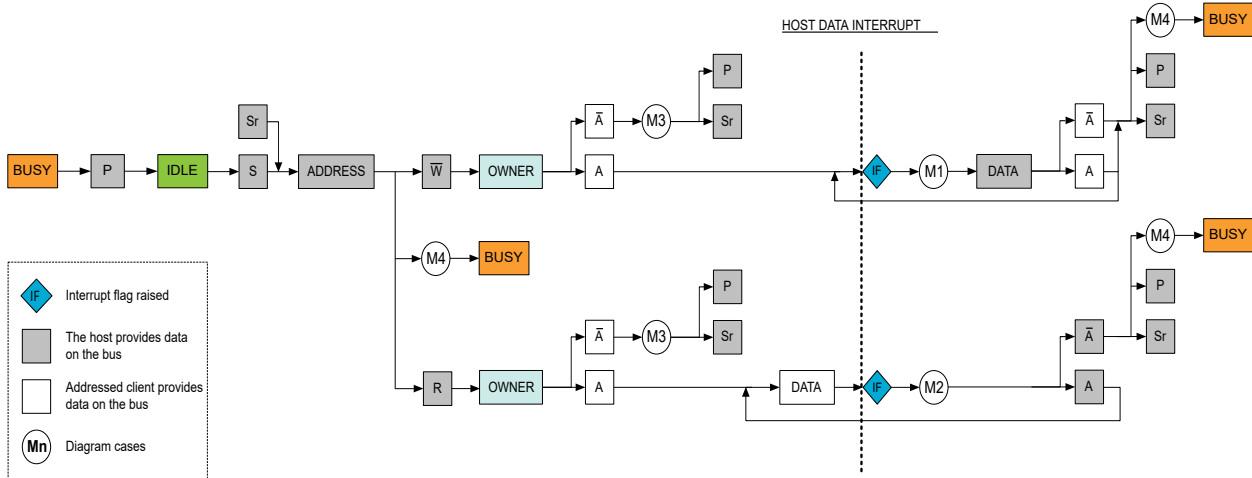 HOST DATA INTERRUPT
M4
BUSY
P
P
Sr
A̅
M3
Sr
A̅
Sr
BUSY
P
IDLE
S
ADDRESS
W̅
OWNER
A
IF
M1
DATA
A
M4
BUSY
M4
BUSY
P
P
A̅
M3
Sr
A̅
Sr
R
OWNER
A
DATA
IF
M2
A
IF
Interrupt flag raised
The host provides data
on the bus
Addressed client provides
data on the bus
Mn
Diagram cases